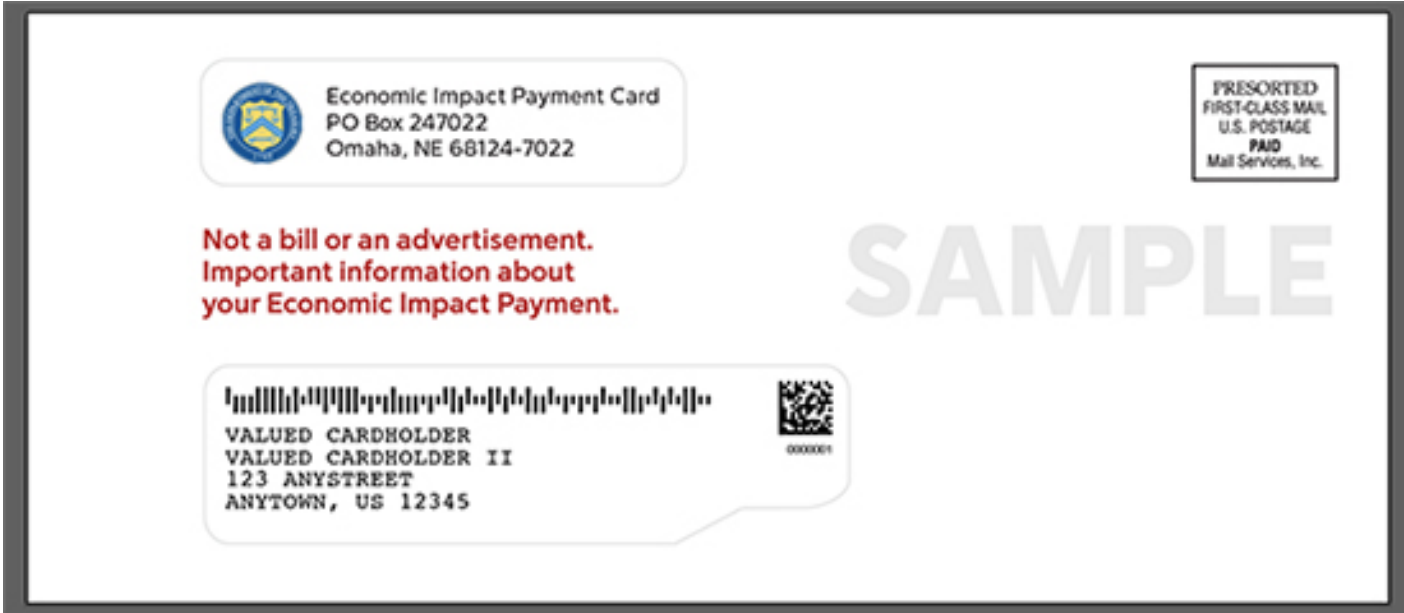 Economic Impact Payment Card
PO Box 247022
Omaha, NE 68124-7022
PRESORTED
FIRST-CLASS MAIL
U.S. POSTAGE
PAID
Mail Services, Inc.
Not a bill or an advertisement.
Important information about
your Economic Impact Payment.
SAMPLE
VALUED CARDHOLDER
VALUED CARDHOLDER II
123 ANYSTREET
ANYTOWN, US 12345
0000001